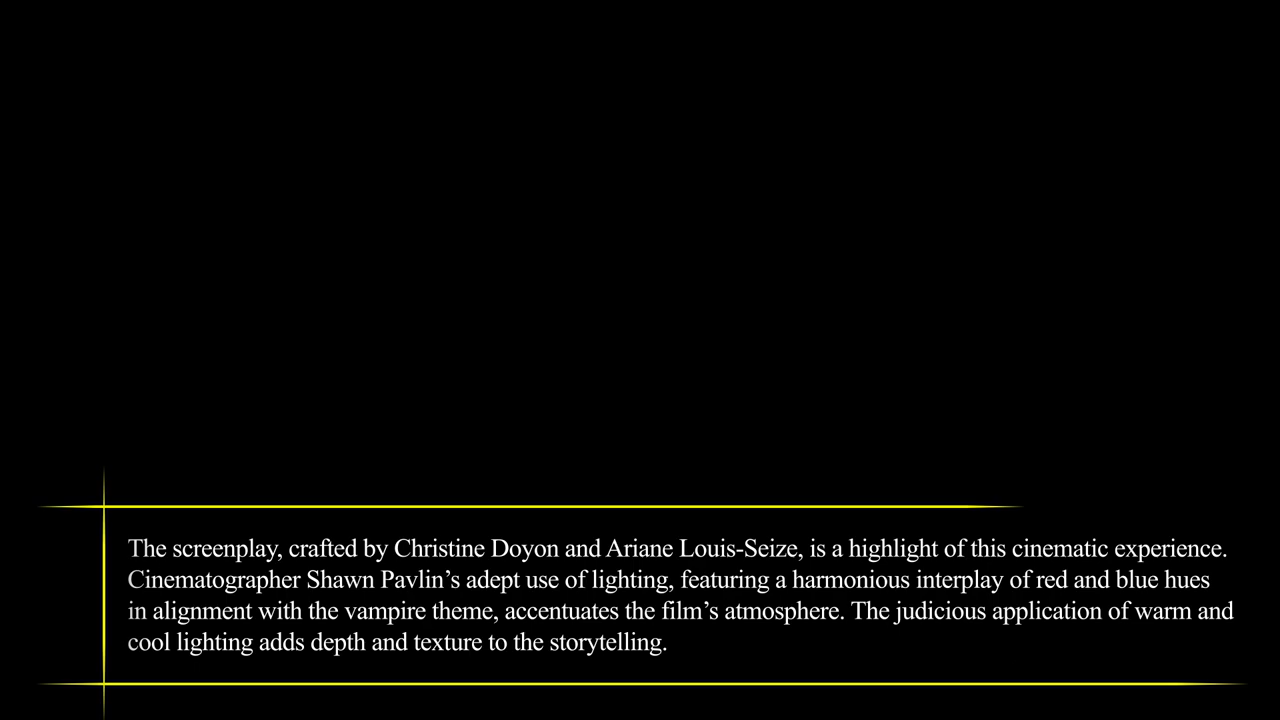 The screenplay, crafted by Christine Doyon and Ariane Louis-Seize, is a highlight of this cinematic experience.
Cinematographer Shawn Pavlin’s adept use of lighting, featuring a harmonious interplay of red and blue hues
in alignment with the vampire theme, accentuates the film’s atmosphere. The judicious application of warm and
cool lighting adds depth and texture to the storytelling.